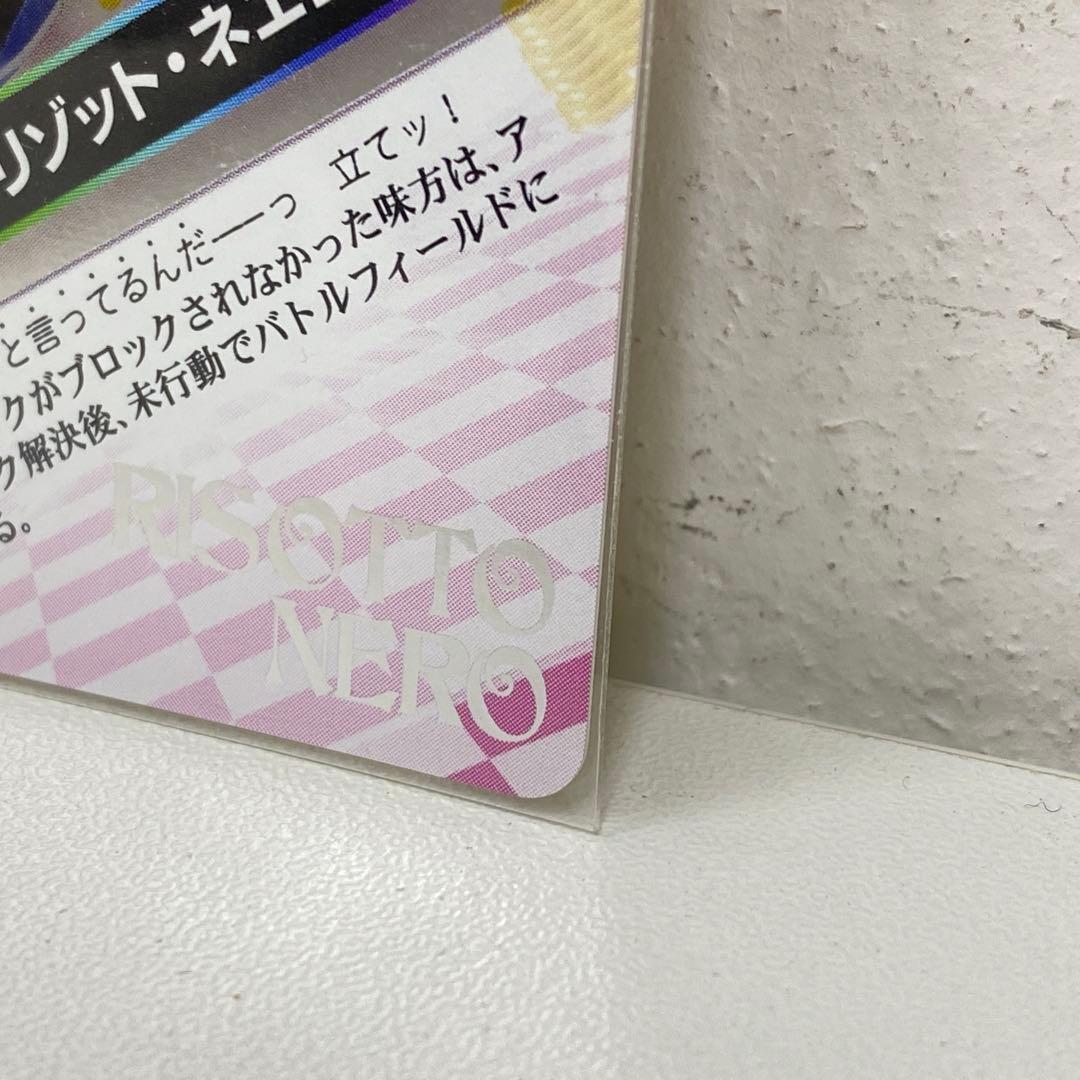 リゾット・ネエ
と言ってるんだ――っ 立てッ！
クがブロックされなかった味方は、ア
ク解決後、未行動でバトルフィールドに
る。
RISOTTO
NERO